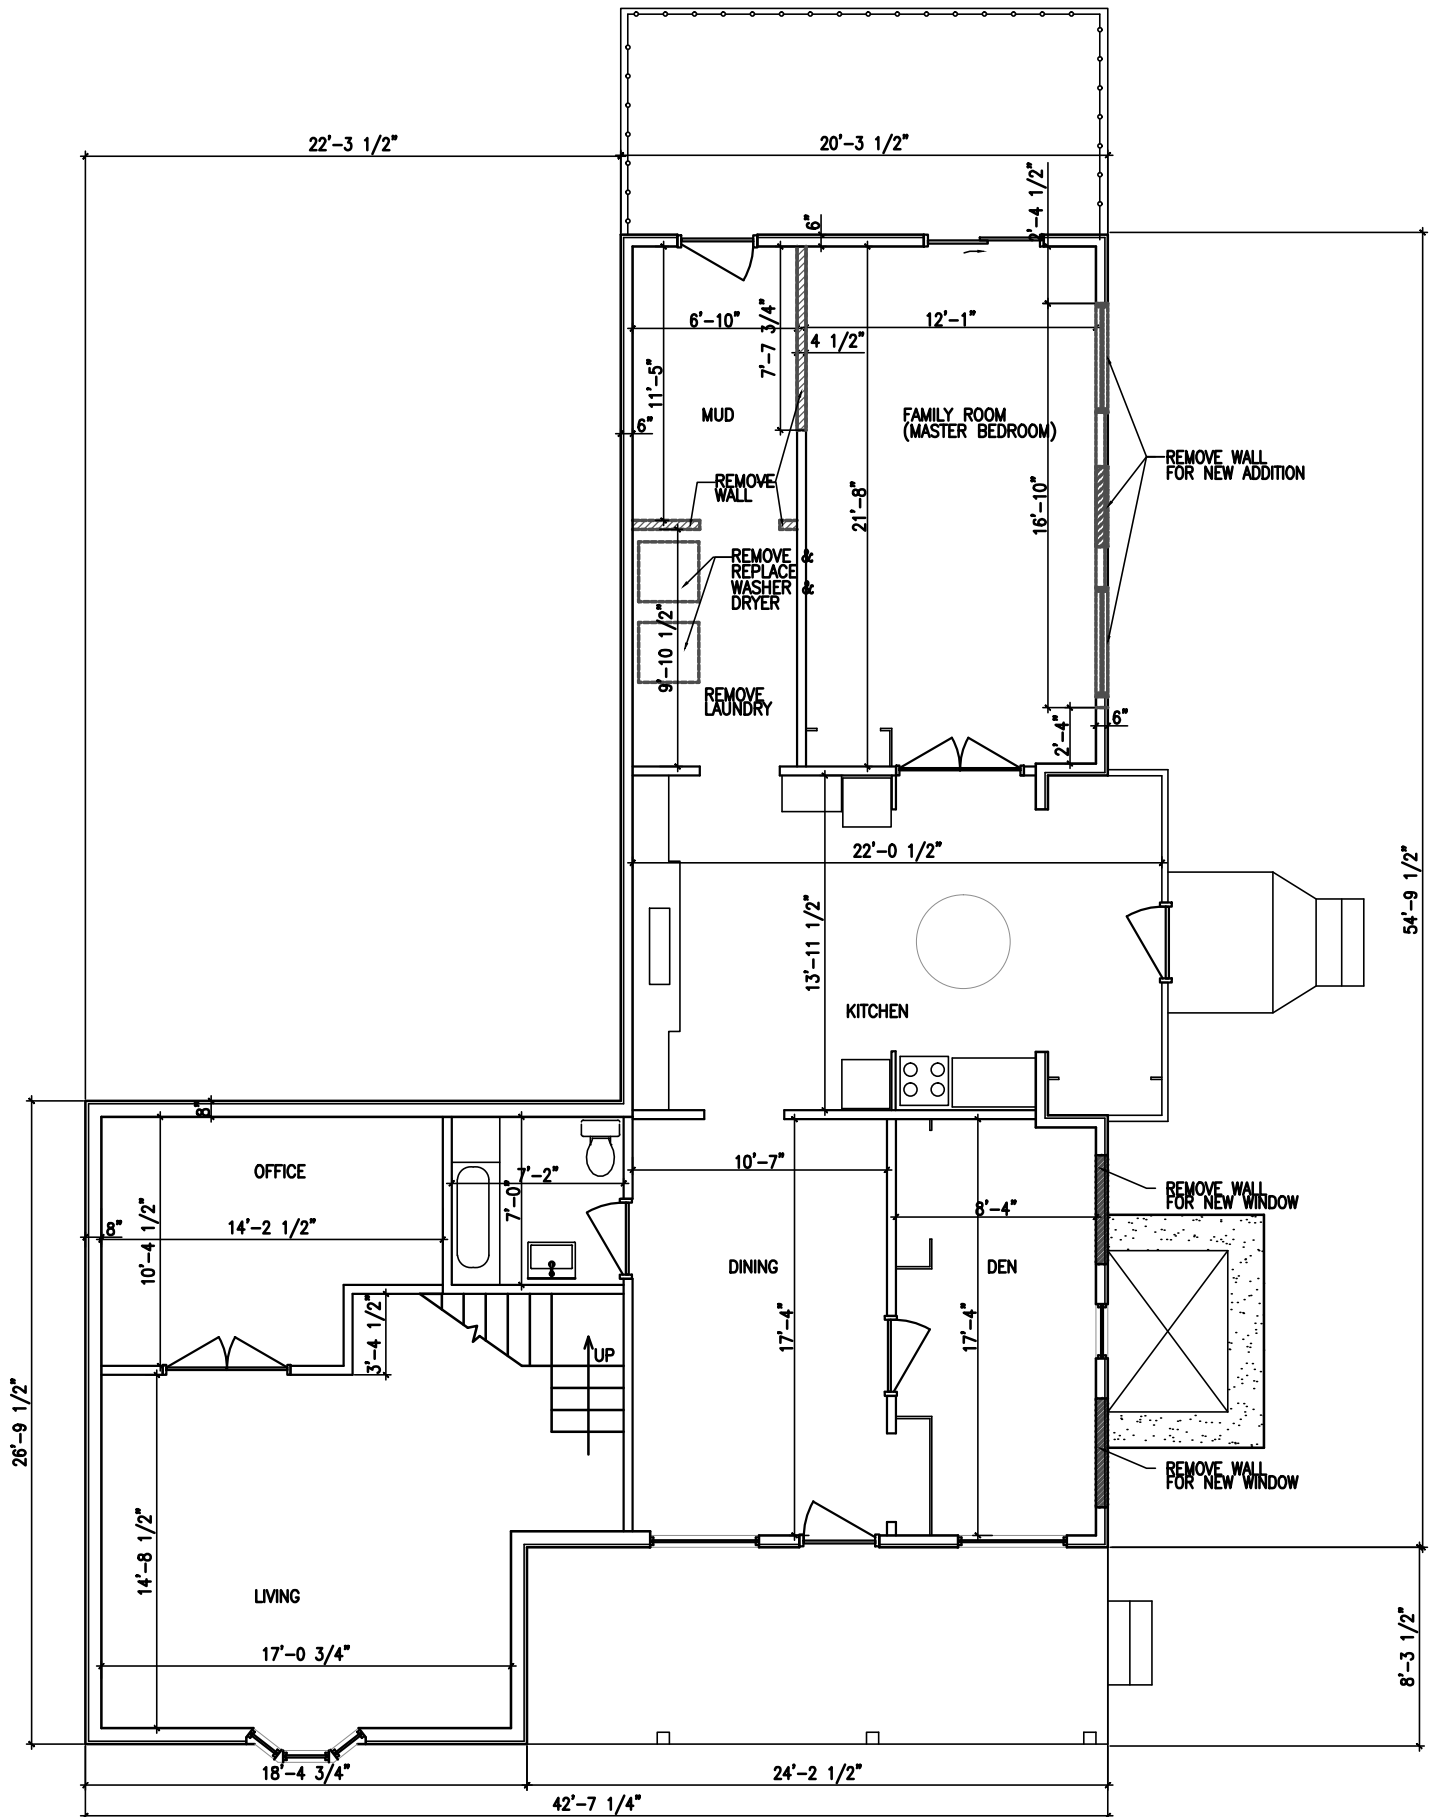 22'-3 1/2"
20'-3 1/2"
2'-4 1/2"
6"
6'-10"
7'-7 3/4"
12'-1"
4 1/2"
11'-5"
6"
MUD
FAMILY ROOM
(MASTER BEDROOM)
REMOVE WALL
FOR NEW ADDITION
REMOVE
WALL
21'-8"
16'-10"
REMOVE &
REPLACE
WASHER &
DRYER
9'-10 1/2"
REMOVE
LAUNDRY
2'-4"
6"
22'-0 1/2"
54'-9 1/2"
13'-11 1/2"
KITCHEN
8"
OFFICE
7'-2"
7'-0"
10'-7"
REMOVE WALL
FOR NEW WINDOW
8"
14'-2 1/2"
10'-4 1/2"
8'-4"
DINING
DEN
3'-4 1/2"
17'-4"
17'-4"
UP
26'-9 1/2"
REMOVE WALL
FOR NEW WINDOW
14'-8 1/2"
LIVING
17'-0 3/4"
8'-3 1/2"
18'-4 3/4"
24'-2 1/2"
42'-7 1/4"